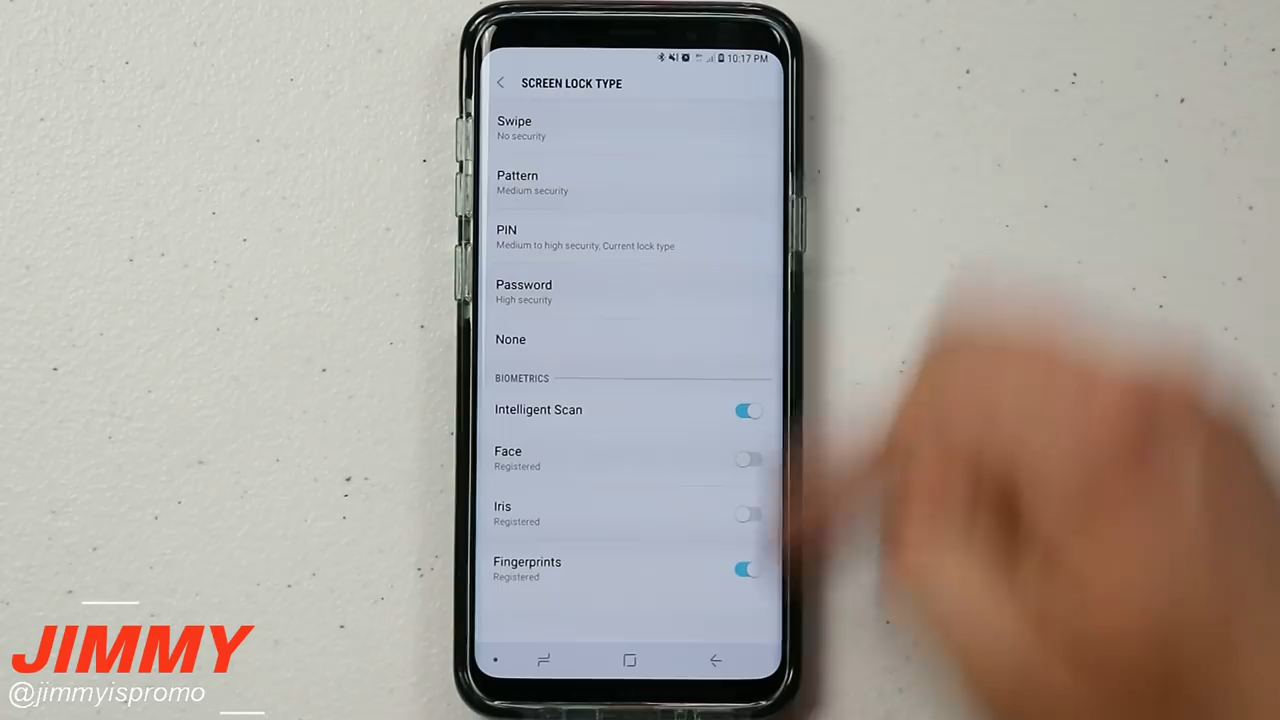 10:17 PM
SCREEN LOCK TYPE
Swipe
No security
Pattern
Medium security
PIN
Medium to high security, Current lock type
Password
High security
None
BIOMETRICS
Intelligent Scan
Face
Registered
Iris
Registered
Fingerprints
Registered
JIMMY
@jimmyispromo